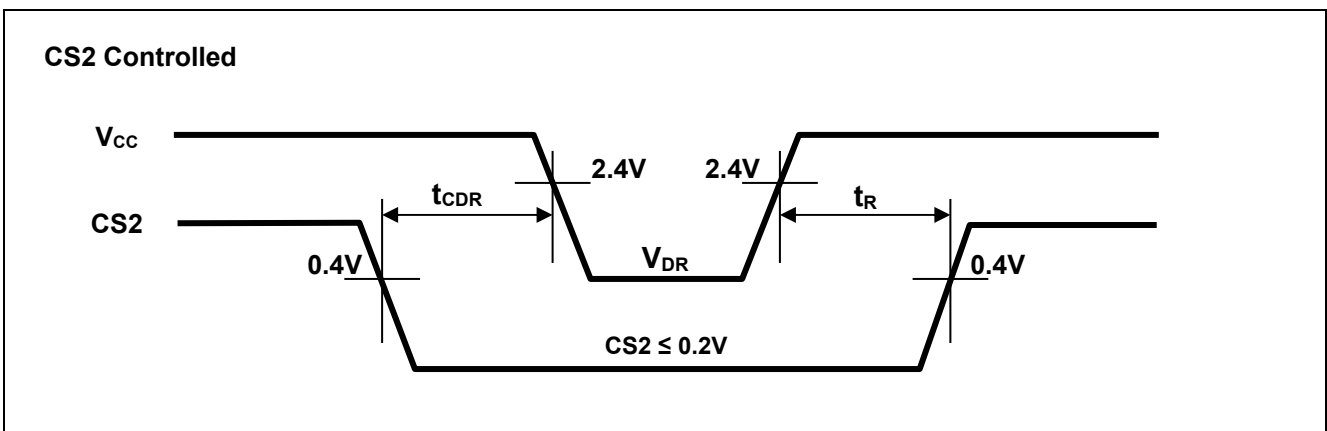 CS2 Controlled
VCC
2.4V 2.4V
tCDR tR
CS2
0.4V VDR 0.4V
CS2 ≤ 0.2V